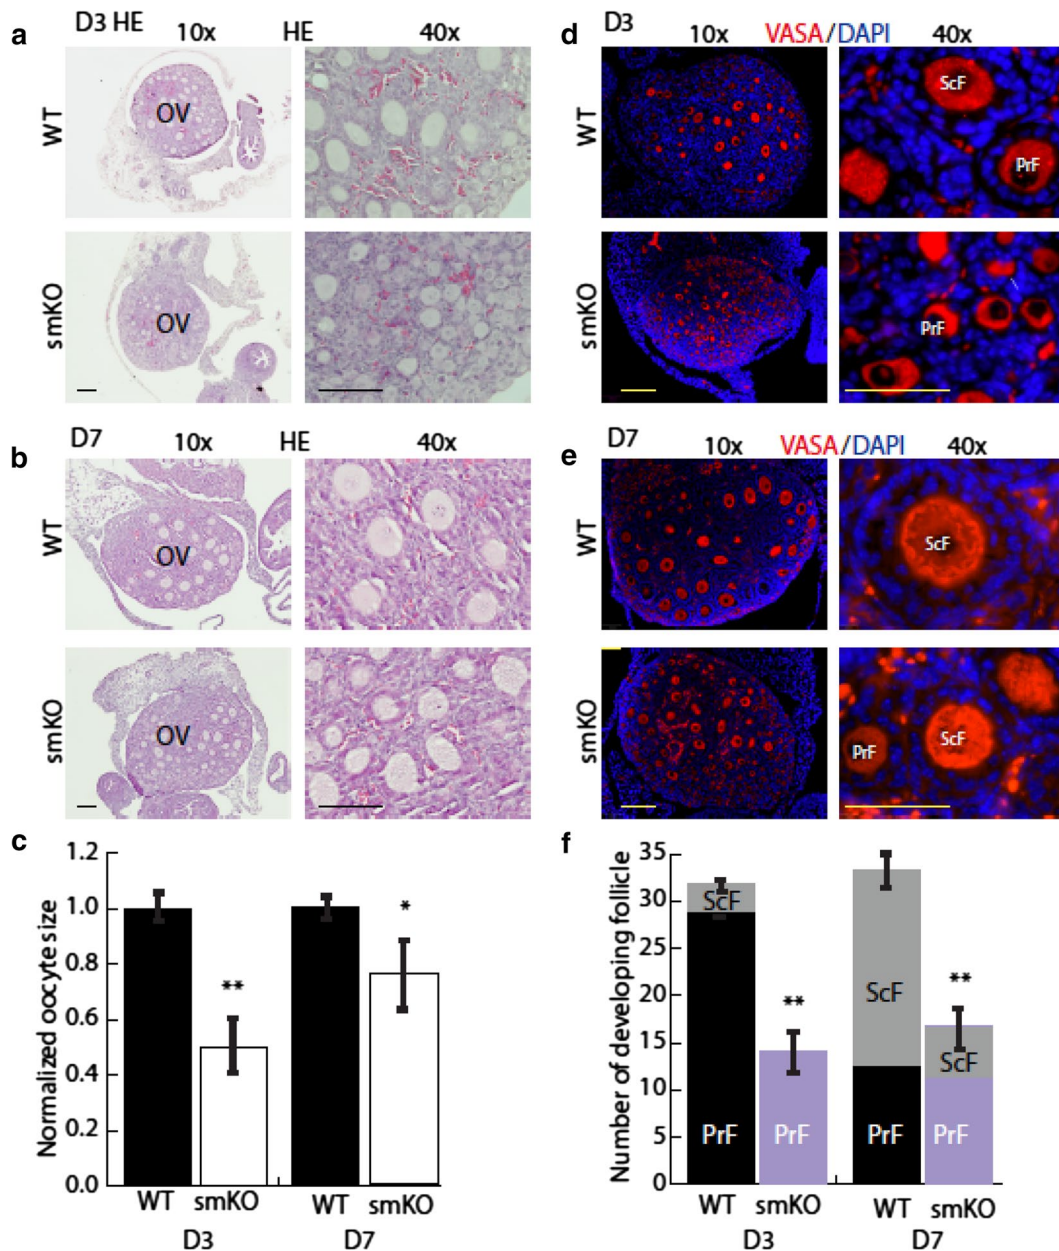 a
D3 HE
10x
HE
40x
WT
OV
smKO
OV
b
D7
10x
HE
40x
WT
OV
smKO
OV
c
Normalized oocyte size
1.2
1.0
0.8
0.6
0.4
0.2
0.0
**
*
WT
smKO
WT
smKO
D3
D7
d
D3
10x
VASA/DAPI
40x
WT
ScF
PrF
smKO
PrF
e
D7
10x
VASA/DAPI
40x
WT
ScF
smKO
PrF
ScF
f
Number of developing follicle
35
30
25
20
15
10
5
0
ScF
PrF
**
PrF
ScF
PrF
**
ScF
PrF
WT
smKO
WT
smKO
D3
D7